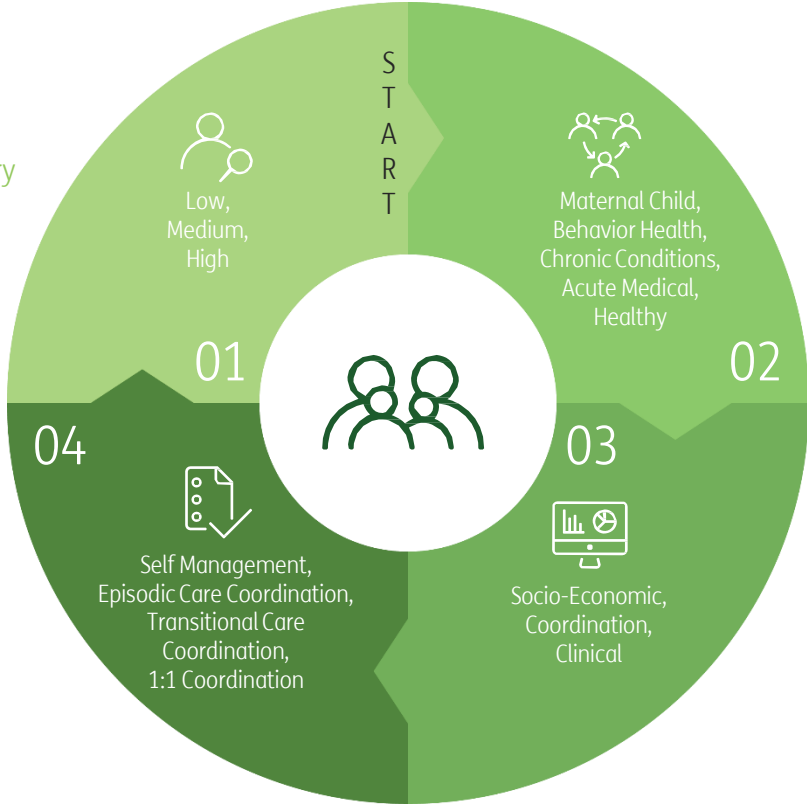 START
Low,
Medium,
High
01
Maternal Child,
Behavior Health,
Chronic Conditions,
Acute Medical,
Healthy
02
03
Socio-Economic,
Coordination,
Clinical
04
Self Management,
Episodic Care Coordination,
Transitional Care
Coordination,
1:1 Coordination